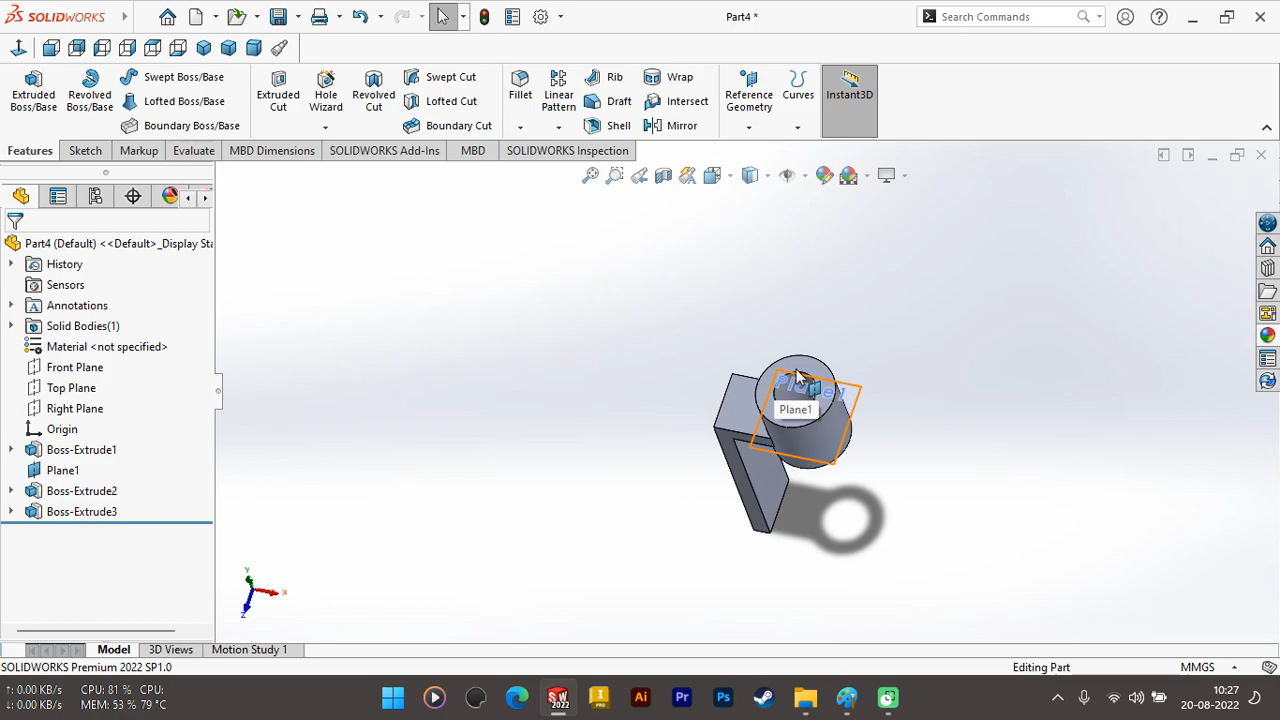 SOLIDWORKS
Part4 *
Search Commands
Extruded Boss/Base
Revolved Boss/Base
Swept Boss/Base
Lofted Boss/Base
Boundary Boss/Base
Extruded Cut
Hole Wizard
Revolved Cut
Swept Cut
Lofted Cut
Boundary Cut
Fillet
Linear Pattern
Rib
Draft
Shell
Wrap
Intersect
Mirror
Reference Geometry
Curves
Instant3D
Features
Sketch
Markup
Evaluate
MBD Dimensions
SOLIDWORKS Add-Ins
MBD
SOLIDWORKS Inspection
Part4 (Default) <<Default>_Display Sta
History
Sensors
Annotations
Solid Bodies(1)
Material <not specified>
Front Plane
Top Plane
Right Plane
Origin
Boss-Extrude1
Plane1
Boss-Extrude2
Boss-Extrude3
Plane1
Y
X
Z
Model
3D Views
Motion Study 1
SOLIDWORKS Premium 2022 SP1.0
Editing Part
MMGS
↑: 0.00 KB/s
CPU: 81 %
CPU:
↓: 0.00 KB/s
MEM: 53 %
79 °C
SW 2022
I PRO
Ai
Pr
Ps
10:27
20-08-2022